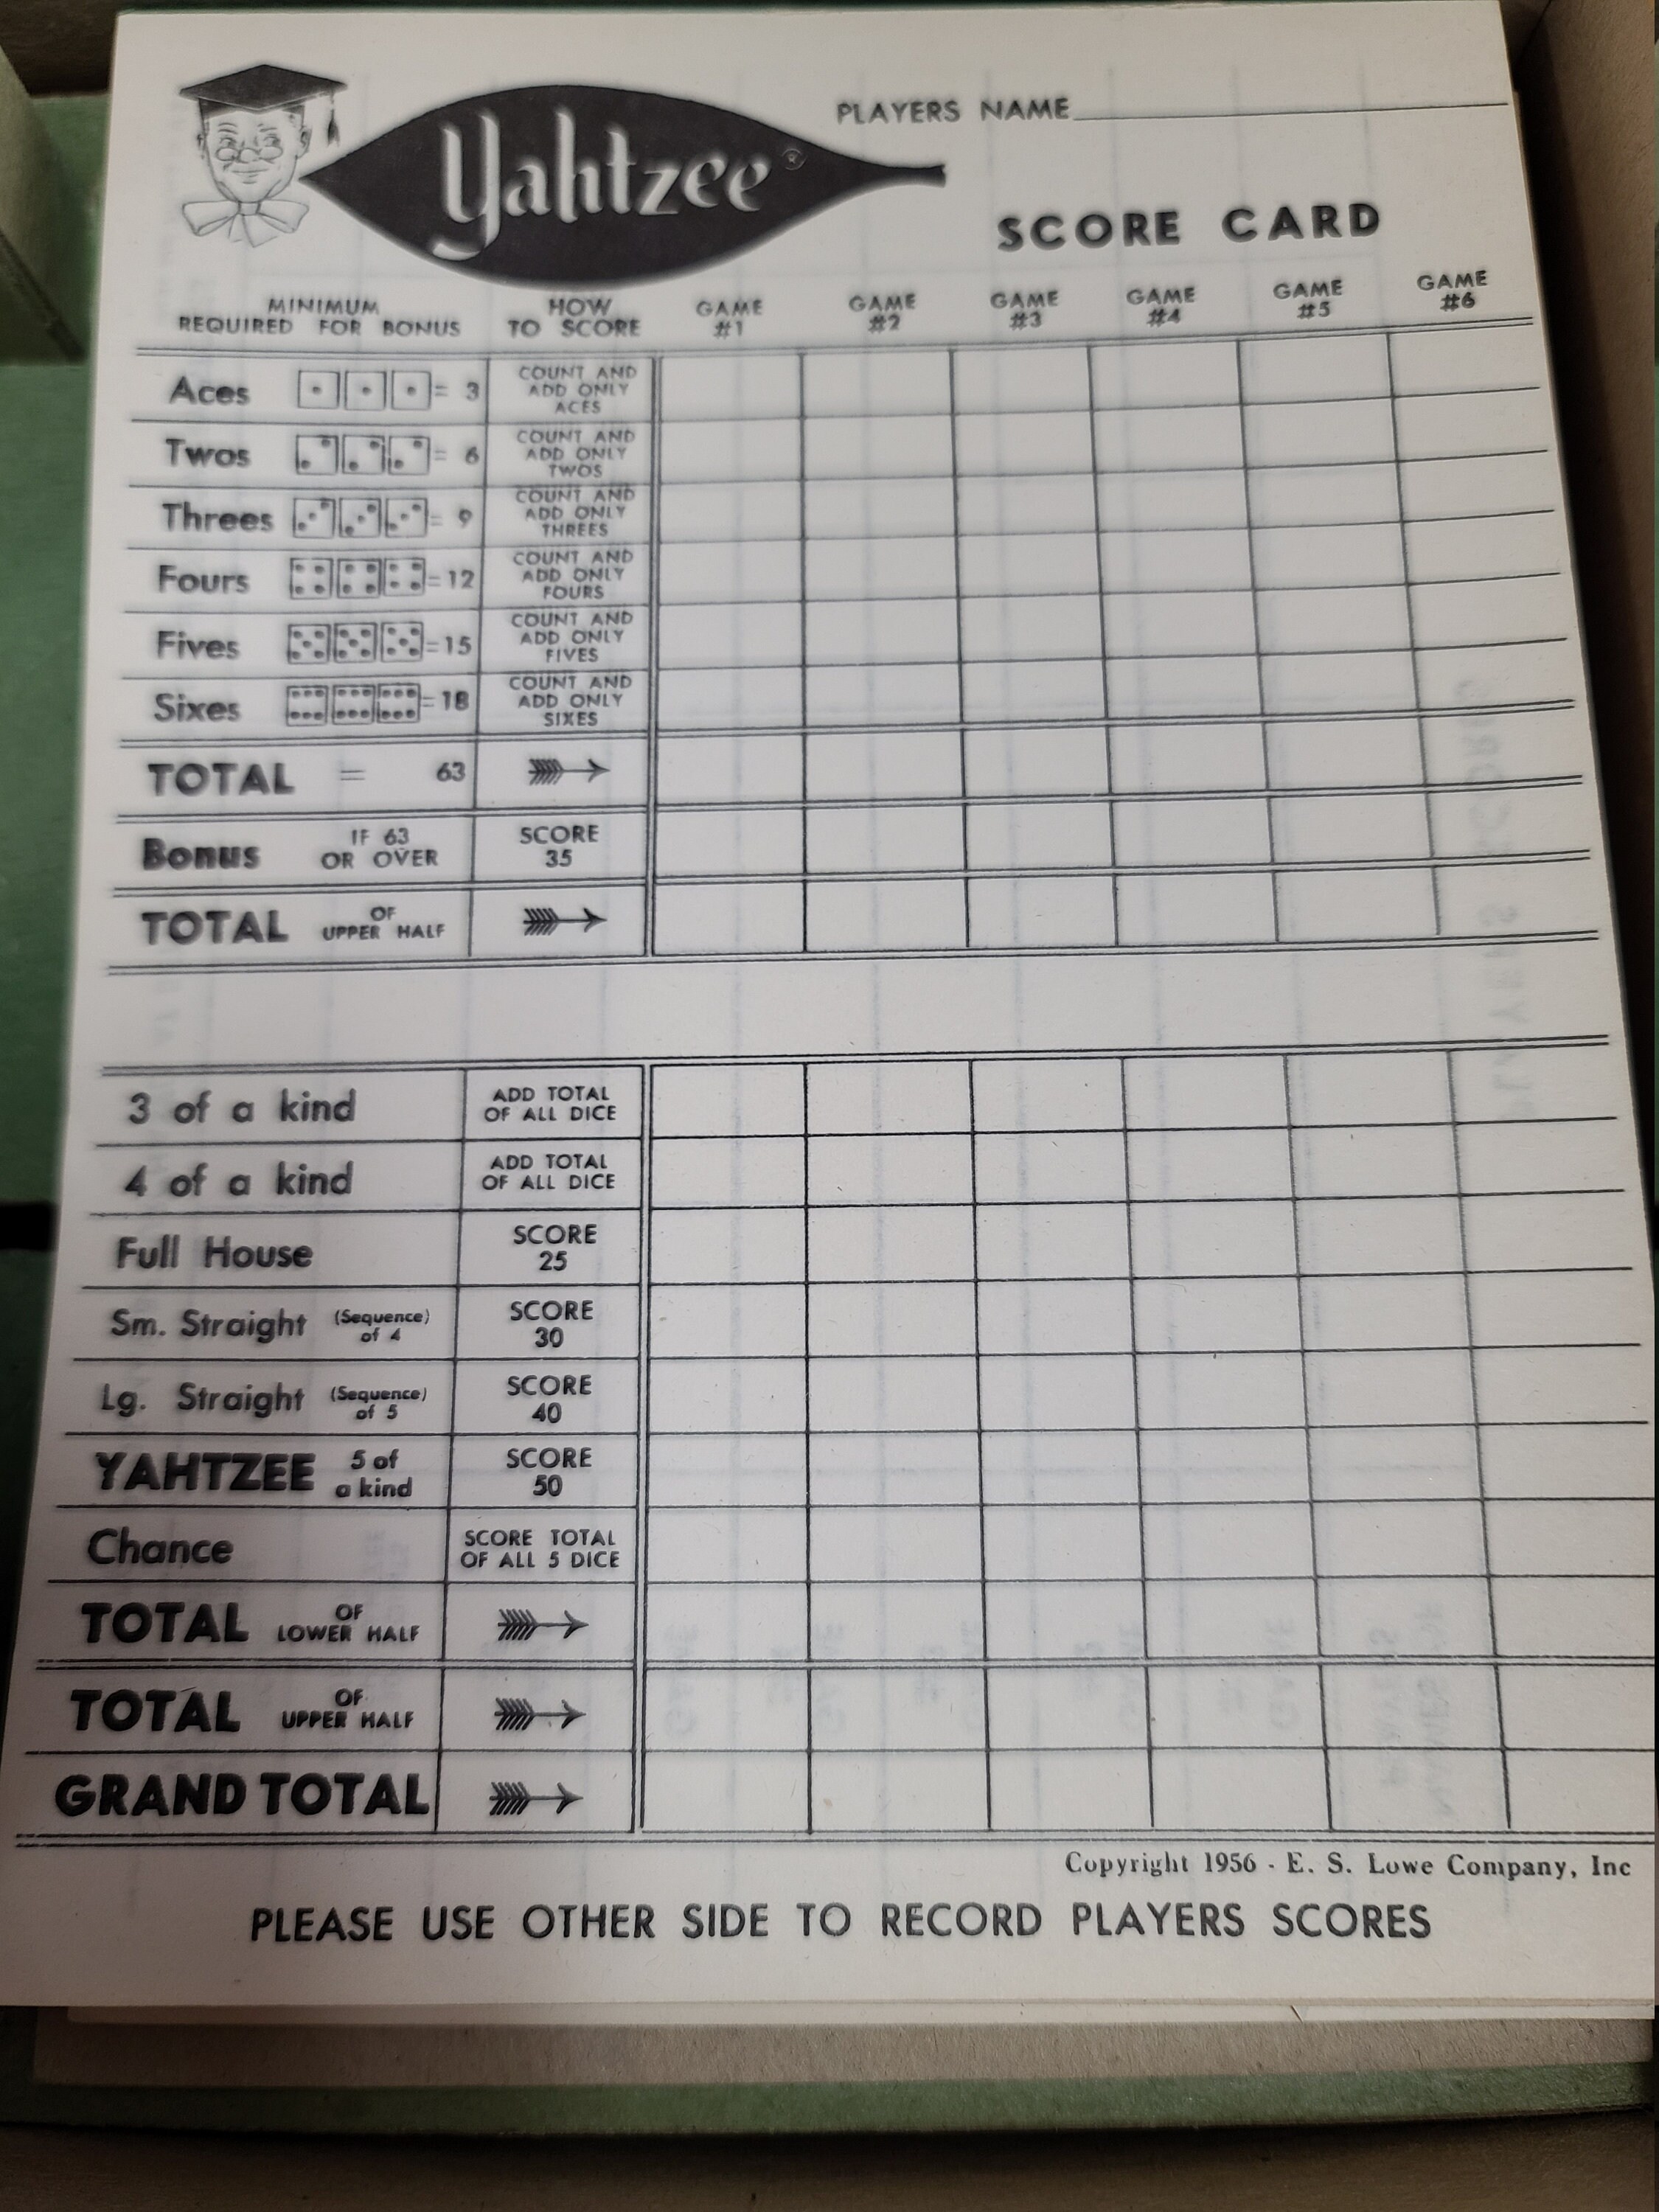 Yahtzee®
PLAYERS NAME
SCORE CARD
MINIMUM
REQUIRED FOR BONUS
HOW
TO SCORE
GAME
#1
GAME
#2
GAME
#3
GAME
#4
GAME
#5
GAME
#6
Aces = 3
COUNT AND
ADD ONLY
ACES
Twos = 6
COUNT AND
ADD ONLY
TWOS
Threes = 9
COUNT AND
ADD ONLY
THREES
Fours = 12
COUNT AND
ADD ONLY
FOURS
Fives = 15
COUNT AND
ADD ONLY
FIVES
Sixes = 18
COUNT AND
ADD ONLY
SIXES
TOTAL = 63
Bonus
IF 63
OR OVER
SCORE
35
TOTAL
OF
UPPER HALF
3 of a kind
ADD TOTAL
OF ALL DICE
4 of a kind
ADD TOTAL
OF ALL DICE
Full House
SCORE
25
Sm. Straight
(Sequence)
of 4
SCORE
30
Lg. Straight
(Sequence)
of 5
SCORE
40
YAHTZEE
5 of
a kind
SCORE
50
Chance
SCORE TOTAL
OF ALL 5 DICE
TOTAL
OF
LOWER HALF
TOTAL
OF
UPPER HALF
GRAND TOTAL
Copyright 1956 - E. S. Lowe Company, Inc
PLEASE USE OTHER SIDE TO RECORD PLAYERS SCORES